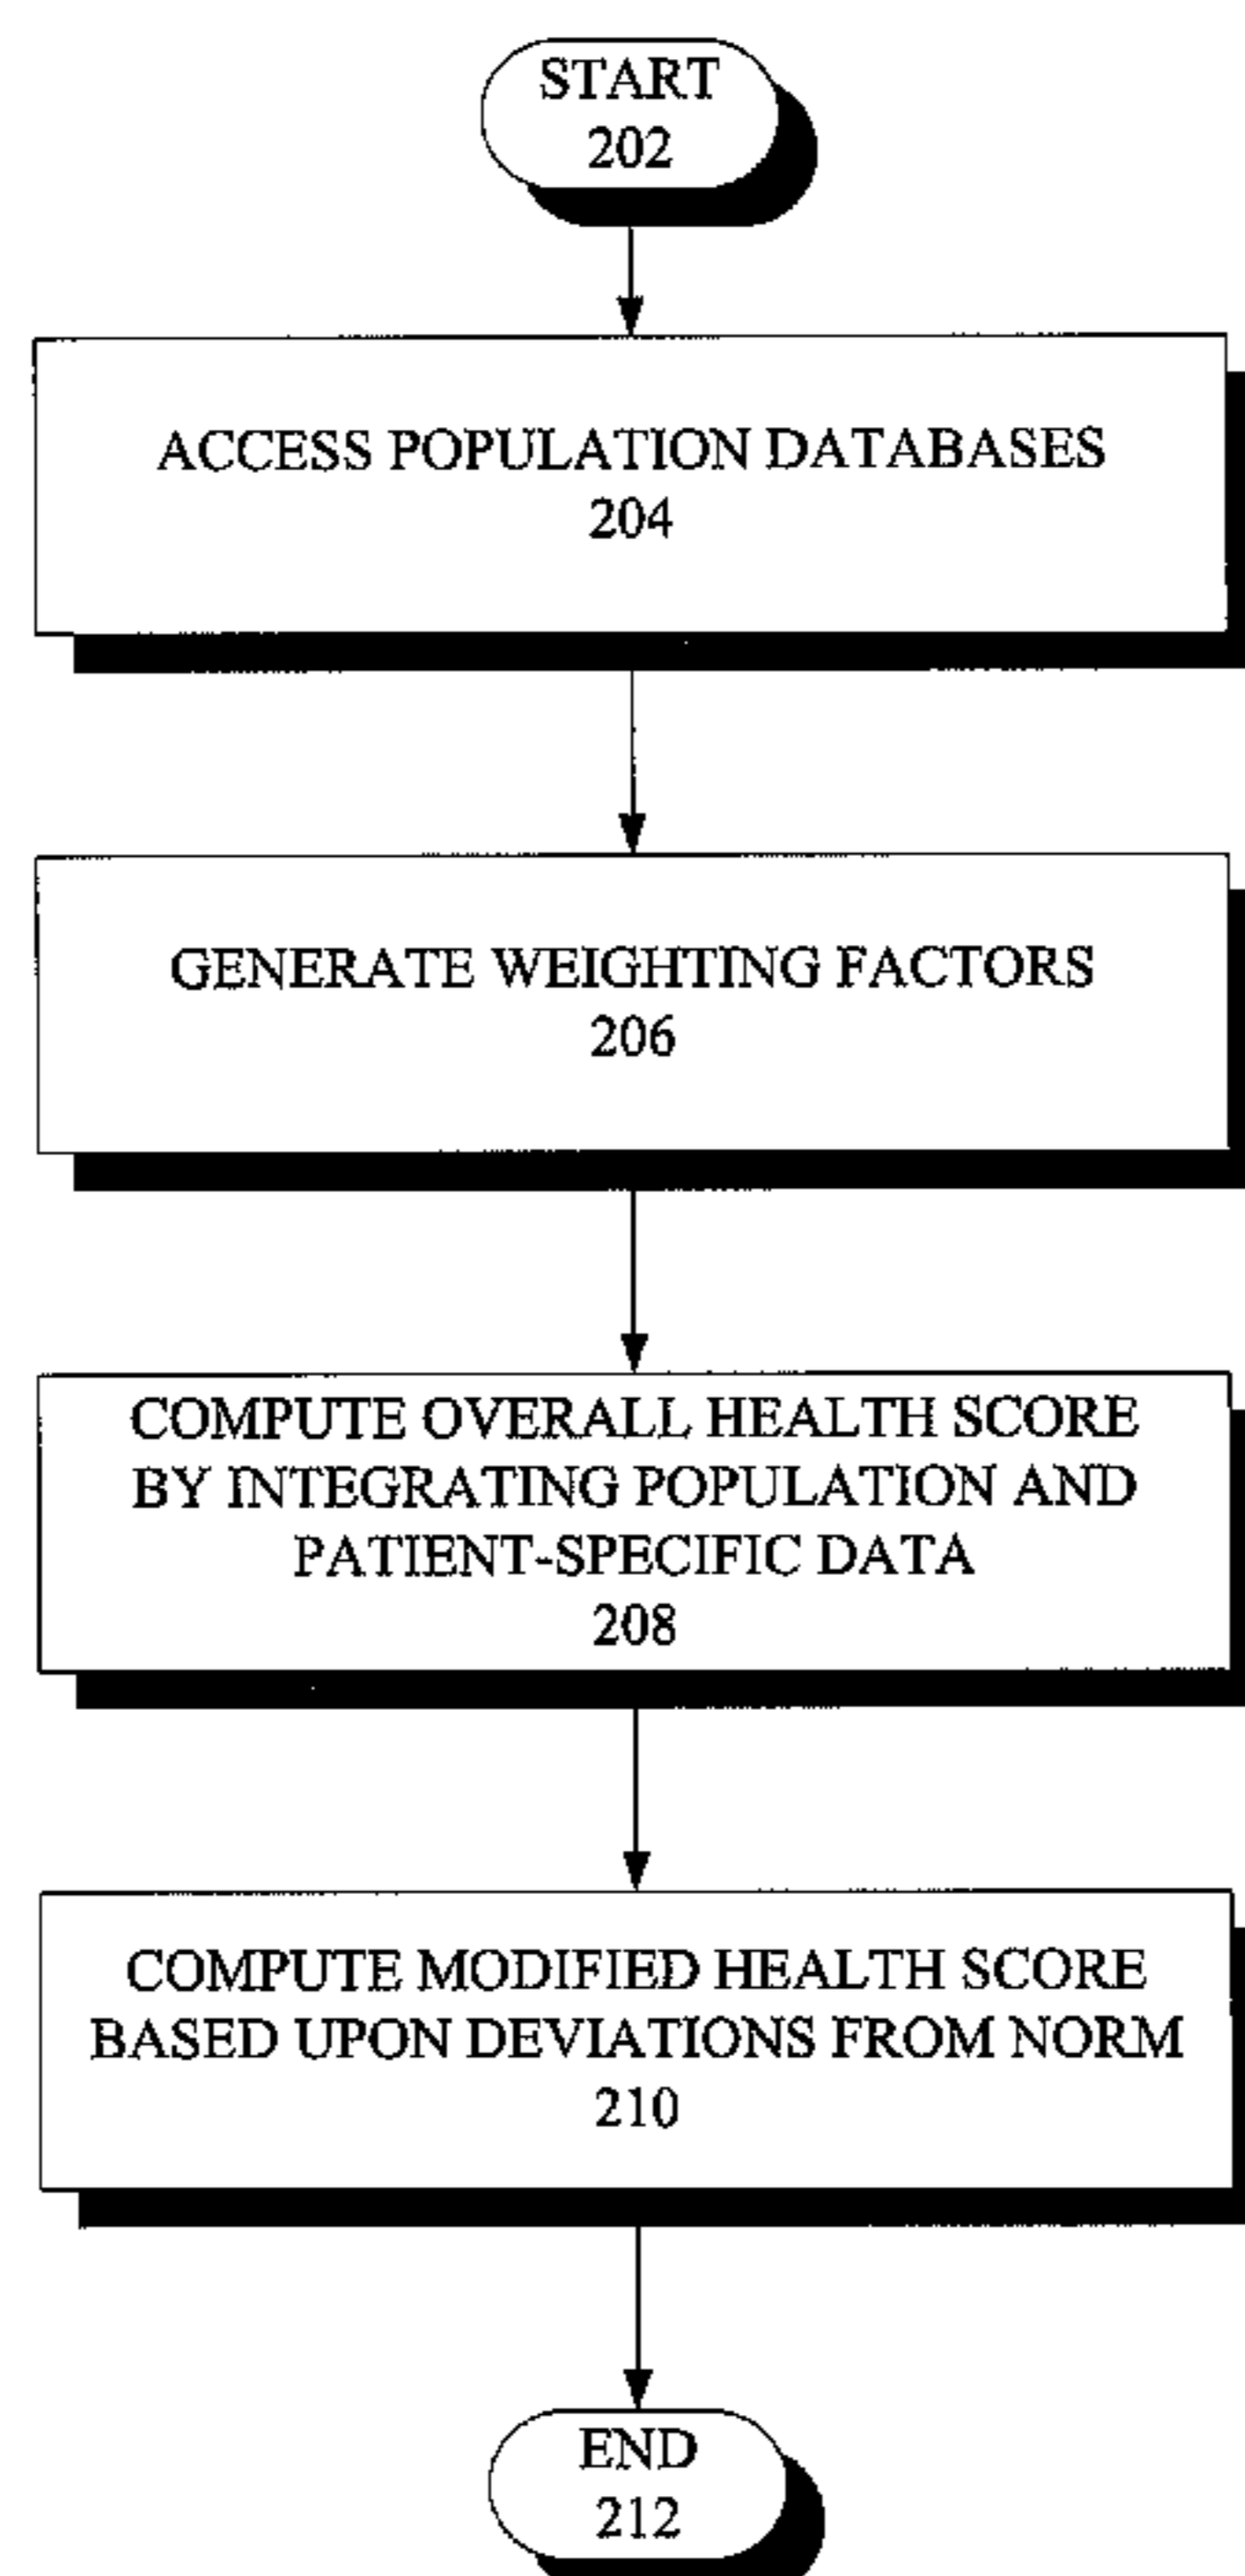 START
202
ACCESS POPULATION DATABASES
204
GENERATE WEIGHTING FACTORS
206
COMPUTE OVERALL HEALTH SCORE
BY INTEGRATING POPULATION AND
PATIENT-SPECIFIC DATA
208
COMPUTE MODIFIED HEALTH SCORE
BASED UPON DEVIATIONS FROM NORM
210
END
212